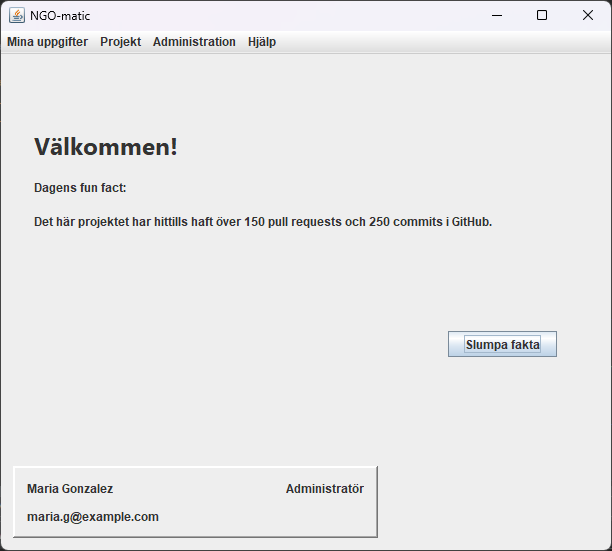 NGO-matic
Mina uppgifter Projekt Administration Hjälp
Välkommen!
Dagens fun fact:
Det här projektet har hittills haft över 150 pull requests och 250 commits i GitHub.
Slumpa fakta
Maria Gonzalez Administratör
maria.g@example.com